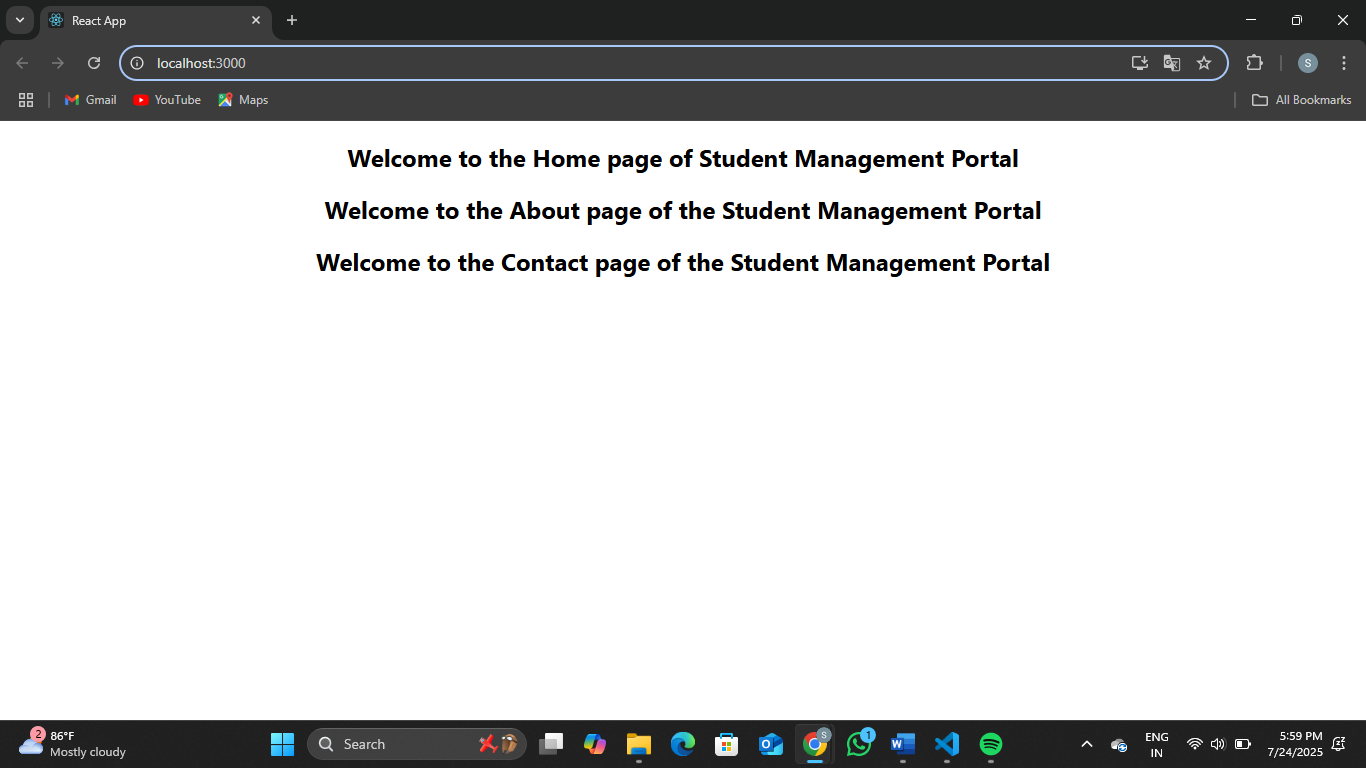 React App
localhost:3000
S
Gmail
YouTube
Maps
All Bookmarks
Welcome to the Home page of Student Management Portal
Welcome to the About page of the Student Management Portal
Welcome to the Contact page of the Student Management Portal
2
86°F
Mostly cloudy
Search
S
1
W
ENG
IN
5:59 PM
7/24/2025